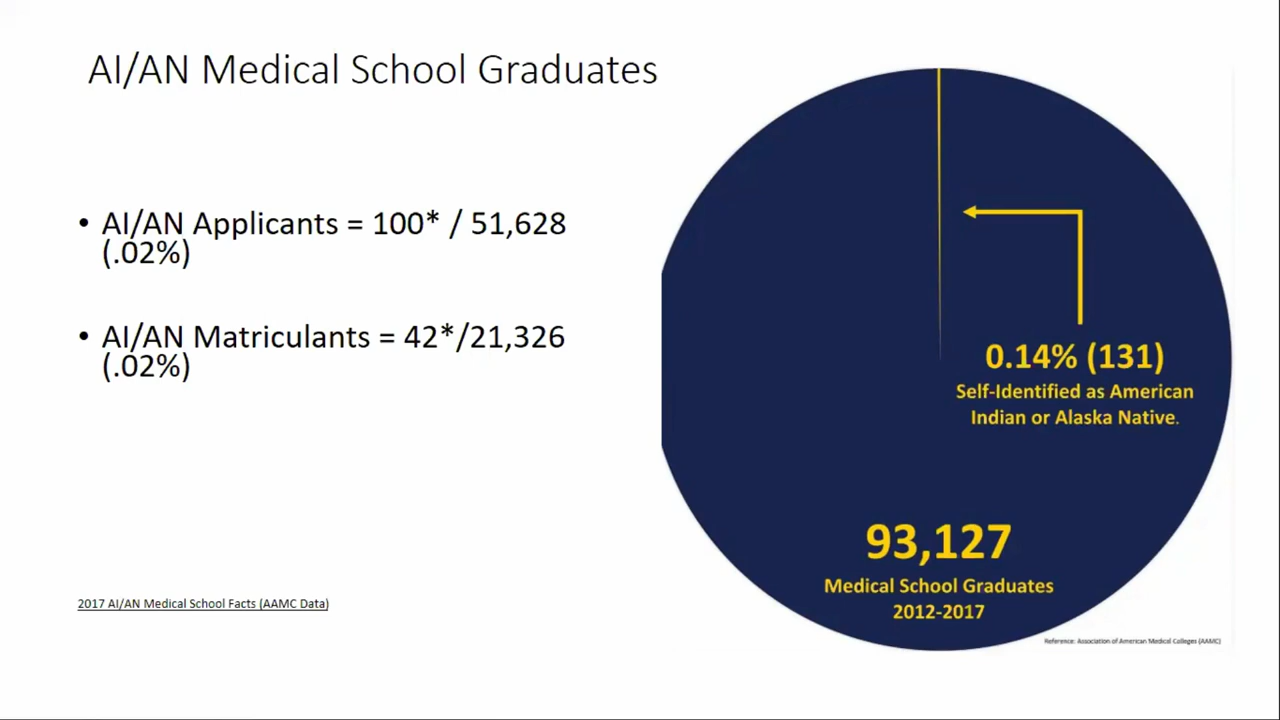 AI/AN Medical School Graduates
• AI/AN Applicants = 100* / 51,628
(.02%)
• AI/AN Matriculants = 42*/21,326
(.02%)
2017 AI/AN Medical School Facts (AAMC Data)
0.14% (131)
Self-Identified as American
Indian or Alaska Native.
93,127
Medical School Graduates
2012-2017
Reference: Association of American Medical Colleges (AAMC)